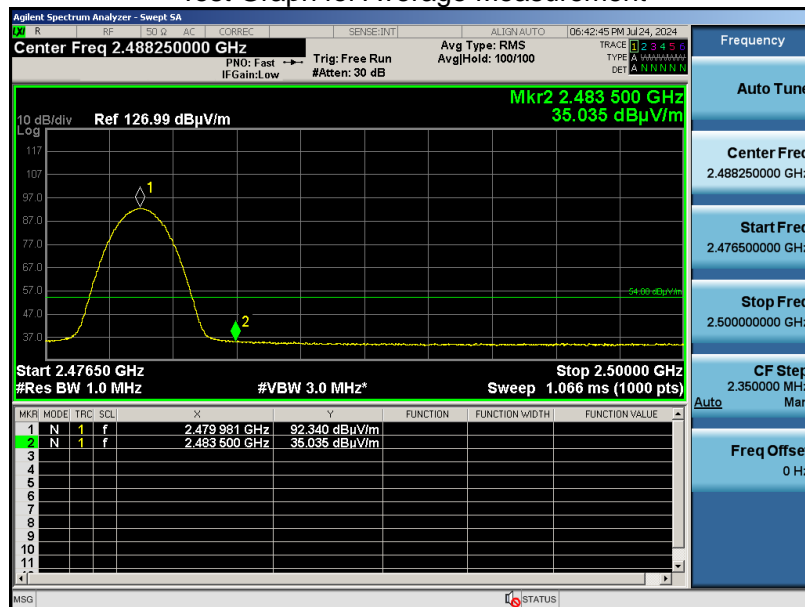 Test Graph for Average Measurement
Agilent Spectrum Analyzer - Swept SA
LXI R RF 50 Ω AC CORREC SENSE:INT ALIGN AUTO 06:42:45 PM Jul 24, 2024
Center Freq 2.488250000 GHz
PNO: Fast
IFGain:Low
Trig: Free Run
#Atten: 30 dB
Avg Type: RMS
Avg|Hold: 100/100
TRACE 1 2 3 4 5 6
TYPE A WWWWW
DET A N N N N N
Mkr2 2.483 500 GHz
35.035 dBµV/m
10 dB/div Ref 126.99 dBµV/m
Log
117
107
97.0
87.0
77.0
67.0
57.0
47.0
37.0
1
2
54.00 dBµV/m
Start 2.47650 GHz Stop 2.50000 GHz
#Res BW 1.0 MHz #VBW 3.0 MHz* Sweep 1.066 ms (1000 pts)
MKR MODE TRC SCL X Y FUNCTION FUNCTION WIDTH FUNCTION VALUE
1 N 1 f 2.479 981 GHz 92.340 dBµV/m
2 N 1 f 2.483 500 GHz 35.035 dBµV/m
3
4
5
6
7
8
9
10
11
MSG STATUS
Frequency
Auto Tune
Center Freq
2.488250000 GHz
Start Freq
2.476500000 GHz
Stop Freq
2.500000000 GHz
CF Step
2.350000 MHz
Auto Man
Freq Offset
0 Hz